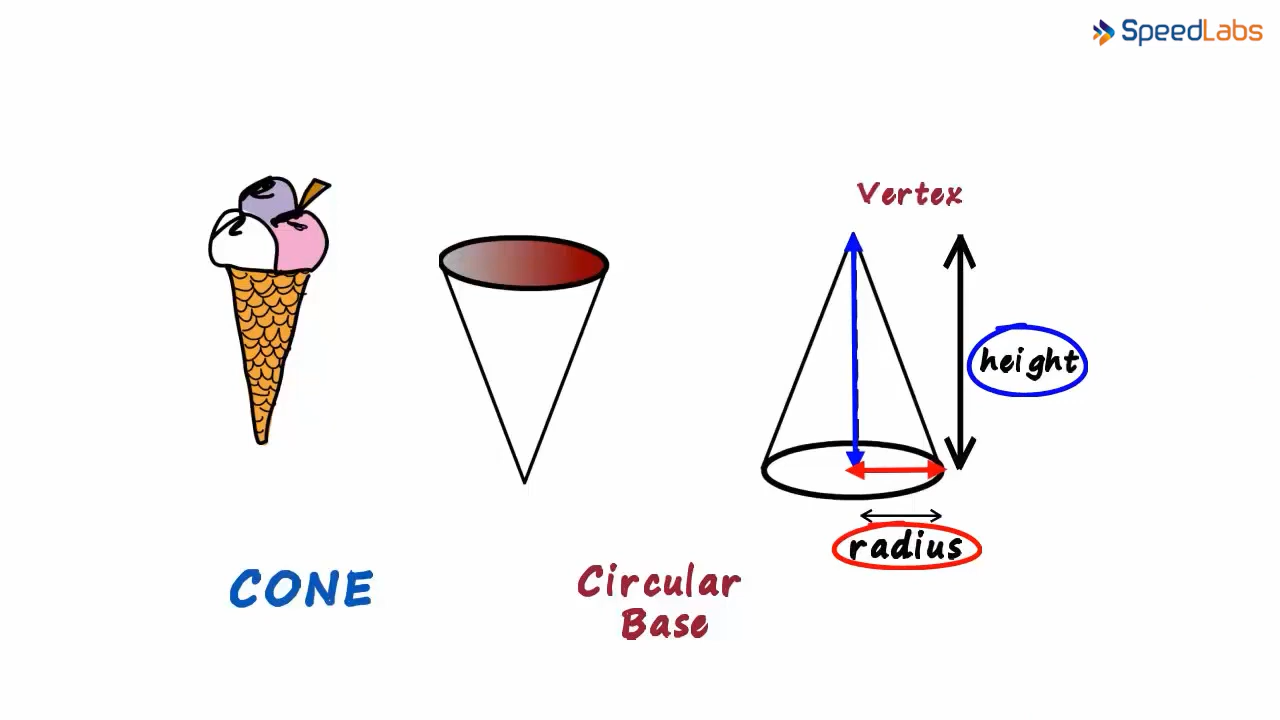 SpeedLabs
Vertex
height
radius
CONE
Circular
Base